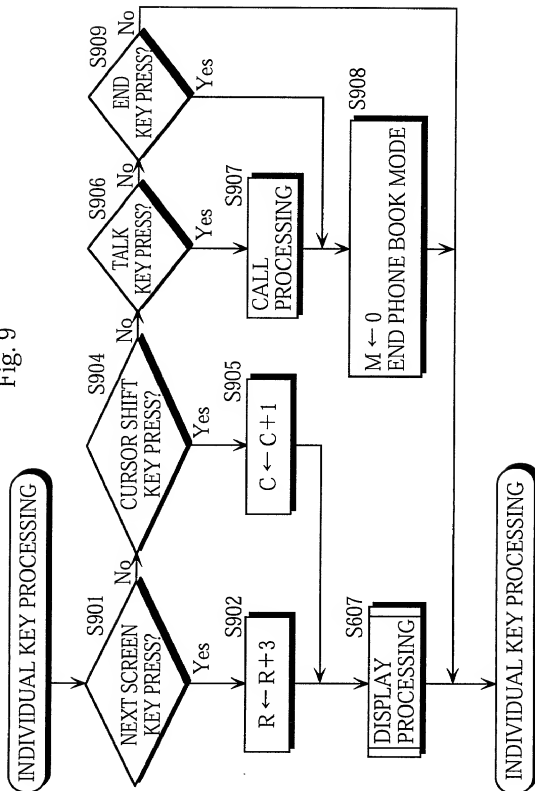 Fig. 9
INDIVIDUAL KEY PROCESSING
S901
NEXT SCREEN
KEY PRESS?
No
Yes
S902
R ← R+3
S607
DISPLAY
PROCESSING
S904
CURSOR SHIFT
KEY PRESS?
No
Yes
S905
C ← C+1
S906
TALK
KEY PRESS?
No
Yes
S907
CALL
PROCESSING
S909
END
KEY PRESS?
No
Yes
S908
M ← 0
END PHONE BOOK MODE
INDIVIDUAL KEY PROCESSING